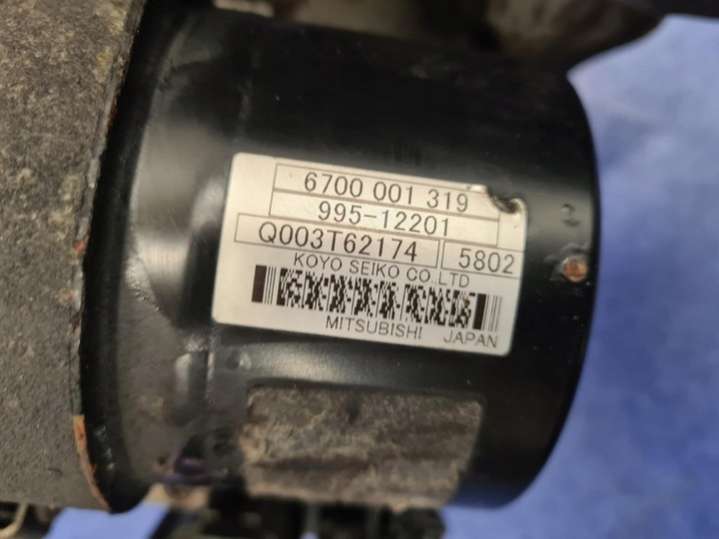 6700 001 319
995-12201
Q003T62174 5802
KOYO SEIKO CO.LTD
MITSUBISHI JAPAN